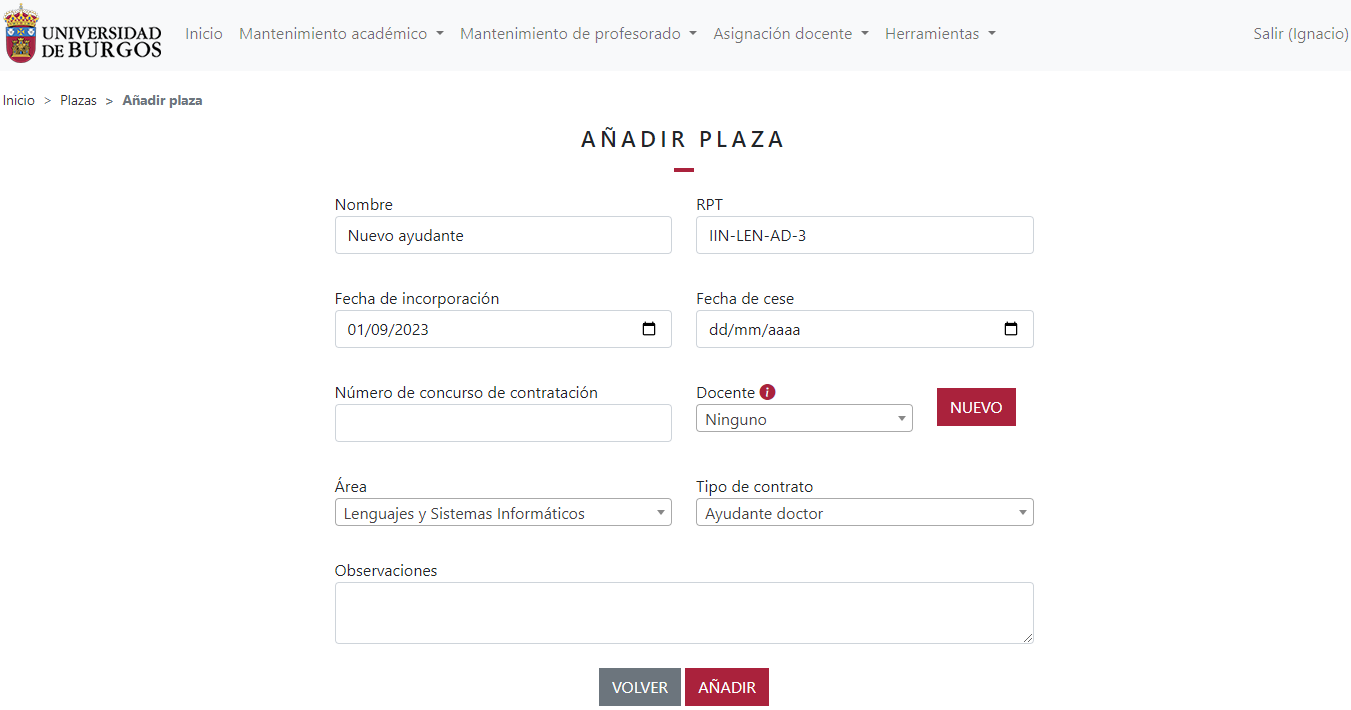 UNIVERSIDAD
DE BURGOS
Inicio Mantenimiento académico Mantenimiento de profesorado Asignación docente Herramientas Salir (Ignacio)
Inicio > Plazas > Añadir plaza
AÑADIR PLAZA
Nombre RPT
Nuevo ayudante IIN-LEN-AD-3
Fecha de incorporación Fecha de cese
01/09/2023 dd/mm/aaaa
Número de concurso de contratación Docente i
Ninguno NUEVO
Área Tipo de contrato
Lenguajes y Sistemas Informáticos Ayudante doctor
Observaciones
VOLVER AÑADIR